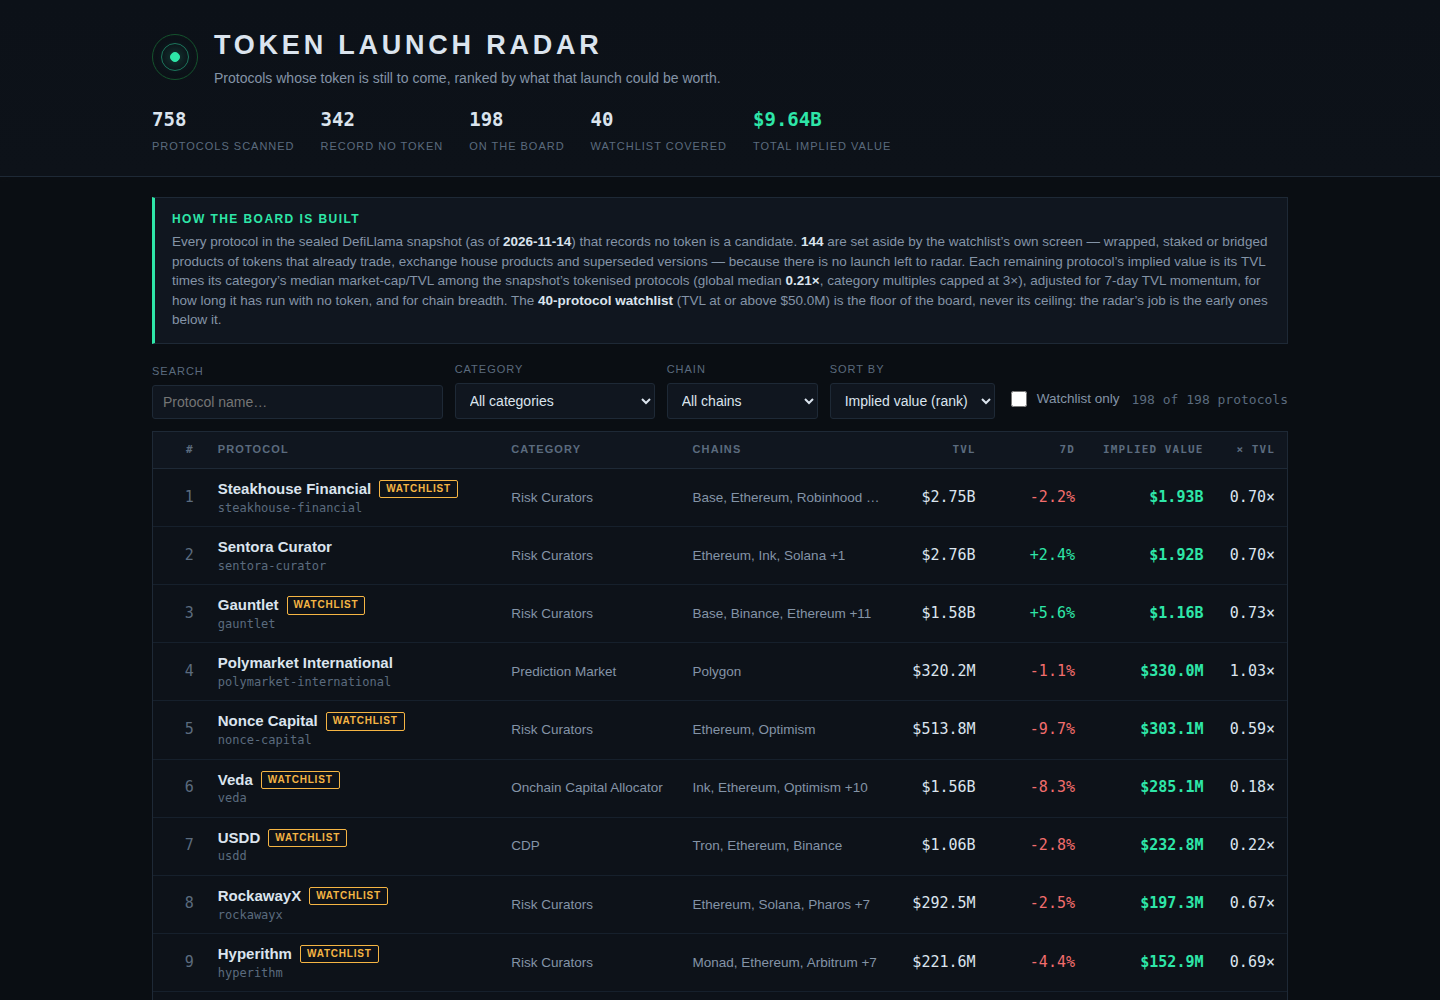 TOKEN LAUNCH RADAR
Protocols whose token is still to come, ranked by what that launch could be worth.
758 342 198 40 $9.64B
PROTOCOLS SCANNED RECORD NO TOKEN ON THE BOARD WATCHLIST COVERED TOTAL IMPLIED VALUE
HOW THE BOARD IS BUILT
Every protocol in the sealed DefiLlama snapshot (as of 2026-11-14) that records no token is a candidate. 144 are set aside by the watchlist’s own screen — wrapped, staked or bridged
products of tokens that already trade, exchange house products and superseded versions — because there is no launch left to radar. Each remaining protocol’s implied value is its TVL
times its category’s median market-cap/TVL among the snapshot’s tokenised protocols (global median 0.21×, category multiples capped at 3×), adjusted for 7-day TVL momentum, for
how long it has run with no token, and for chain breadth. The 40-protocol watchlist (TVL at or above $50.0M) is the floor of the board, never its ceiling: the radar’s job is the early ones
below it.
SEARCH CATEGORY CHAIN SORT BY
Protocol name… All categories All chains Implied value (rank) Watchlist only 198 of 198 protocols
# PROTOCOL CATEGORY CHAINS TVL 7D IMPLIED VALUE × TVL
1 Steakhouse Financial WATCHLIST Risk Curators Base, Ethereum, Robinhood … $2.75B -2.2% $1.93B 0.70×
steakhouse-financial
2 Sentora Curator Risk Curators Ethereum, Ink, Solana +1 $2.76B +2.4% $1.92B 0.70×
sentora-curator
3 Gauntlet WATCHLIST Risk Curators Base, Binance, Ethereum +11 $1.58B +5.6% $1.16B 0.73×
gauntlet
4 Polymarket International Prediction Market Polygon $320.2M -1.1% $330.0M 1.03×
polymarket-international
5 Nonce Capital WATCHLIST Risk Curators Ethereum, Optimism $513.8M -9.7% $303.1M 0.59×
nonce-capital
6 Veda WATCHLIST Onchain Capital Allocator Ink, Ethereum, Optimism +10 $1.56B -8.3% $285.1M 0.18×
veda
7 USDD WATCHLIST CDP Tron, Ethereum, Binance $1.06B -2.8% $232.8M 0.22×
usdd
8 RockawayX WATCHLIST Risk Curators Ethereum, Solana, Pharos +7 $292.5M -2.5% $197.3M 0.67×
rockawayx
9 Hyperithm WATCHLIST Risk Curators Monad, Ethereum, Arbitrum +7 $221.6M -4.4% $152.9M 0.69×
hyperithm